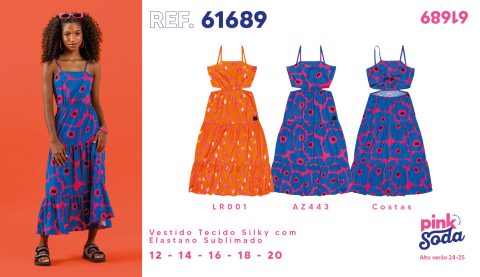 REF. 61689
61689
LR001 AZ443 Costas
Vestido Tecido Silky com
Elastano Sublimado
12 - 14 - 16 - 18 - 20
pink
Soda
Alto verão 24-25